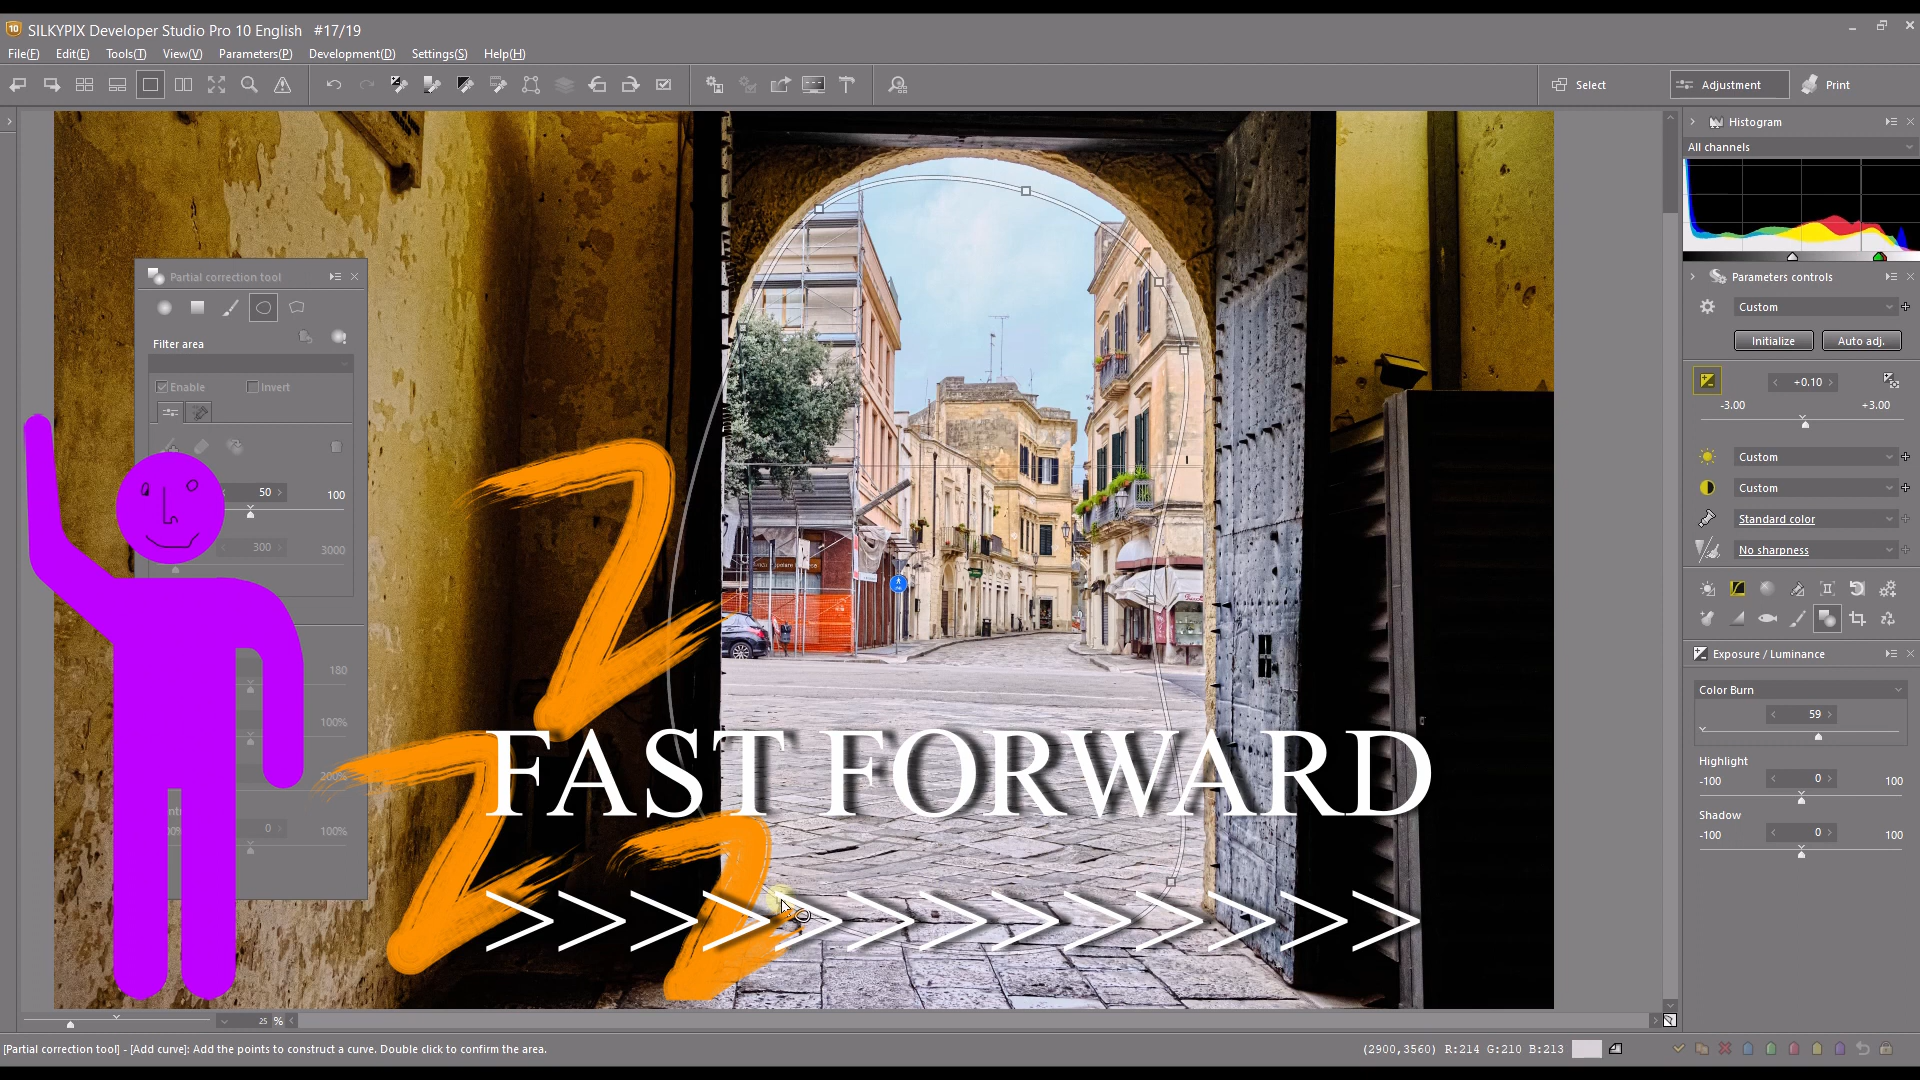 SILKYPIX Developer Studio Pro 10 English #17/19
File(F) Edit(E) Tools(T) View(V) Parameters(P) Development(D) Settings(S) Help(H)
Select Adjustment Print
Histogram
All channels
Partial correction tool
Filter area
Enable Invert
50 100
300 3000
180
100%
200%
0 100%
Parameters controls
Custom
Initialize Auto adj.
+0.10
-3.00 +3.00
Custom
Custom
Standard color
No sharpness
Exposure / Luminance
Color Burn
59
Highlight
-100 0 100
Shadow
-100 0 100
FAST FORWARD
>>>>>>>>>>>>>
25 %
[Partial correction tool] - [Add curve]: Add the points to construct a curve. Double click to confirm the area.
(2900,3560) R:214 G:210 B:213